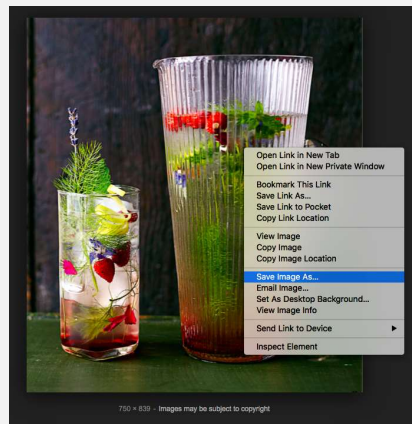 Open Link in New Tab
Open Link in New Private Window
Bookmark This Link
Save Link As...
Save Link to Pocket
Copy Link Location
View Image
Copy Image
Copy Image Location
Save Image As...
Email Image...
Set As Desktop Background...
View Image Info
Send Link to Device
Inspect Element
750 × 839 - Images may be subject to copyright